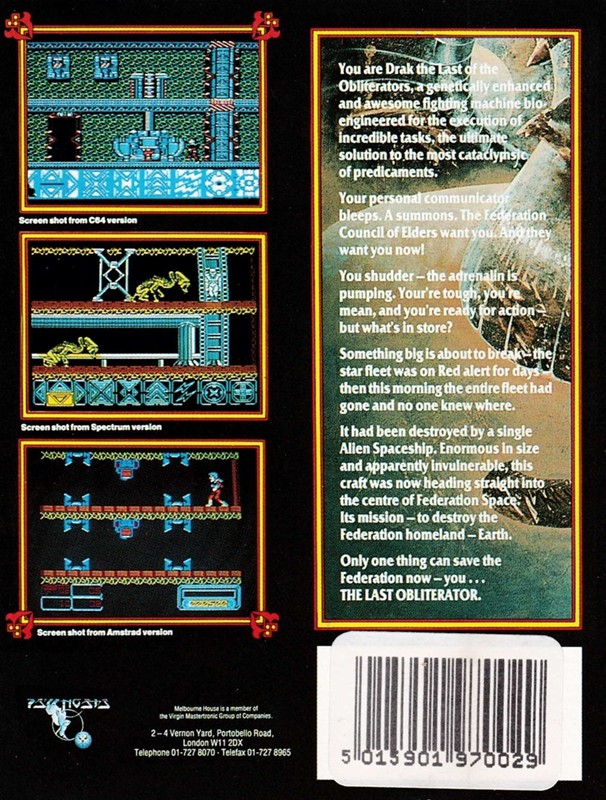 Screen shot from C64 version
Screen shot from Spectrum version
Screen shot from Amstrad version
You are Drak the Last of the
Obliterators, a genetically enhanced
and awesome fighting machine bio-
engineered for the execution of
incredible tasks, the ultimate
solution to the most cataclysmic
of predicaments.
Your personal communicator
bleeps. A summons. The Federation
Council of Elders want you. And they
want you now!
You shudder – the adrenalin is
pumping. Your're tough, you're
mean, and you're ready for action –
but what's in store?
Something big is about to break – the
star fleet was on Red alert for days –
then this morning the entire fleet had
gone and no one knew where.
It had been destroyed by a single
Alien Spaceship. Enormous in size
and apparently invulnerable, this
craft was now heading straight into
the centre of Federation Space.
Its mission – to destroy the
Federation homeland – Earth.
Only one thing can save the
Federation now – you . . .
THE LAST OBLITERATOR.
PSYGNOSIS
Melbourne House is a member of
the Virgin Mastertronic Group of Companies.
2 – 4 Vernon Yard, Portobello Road,
London W11 2DX
Telephone 01-727 8070 · Telefax 01-727 8965
5 015901 970029